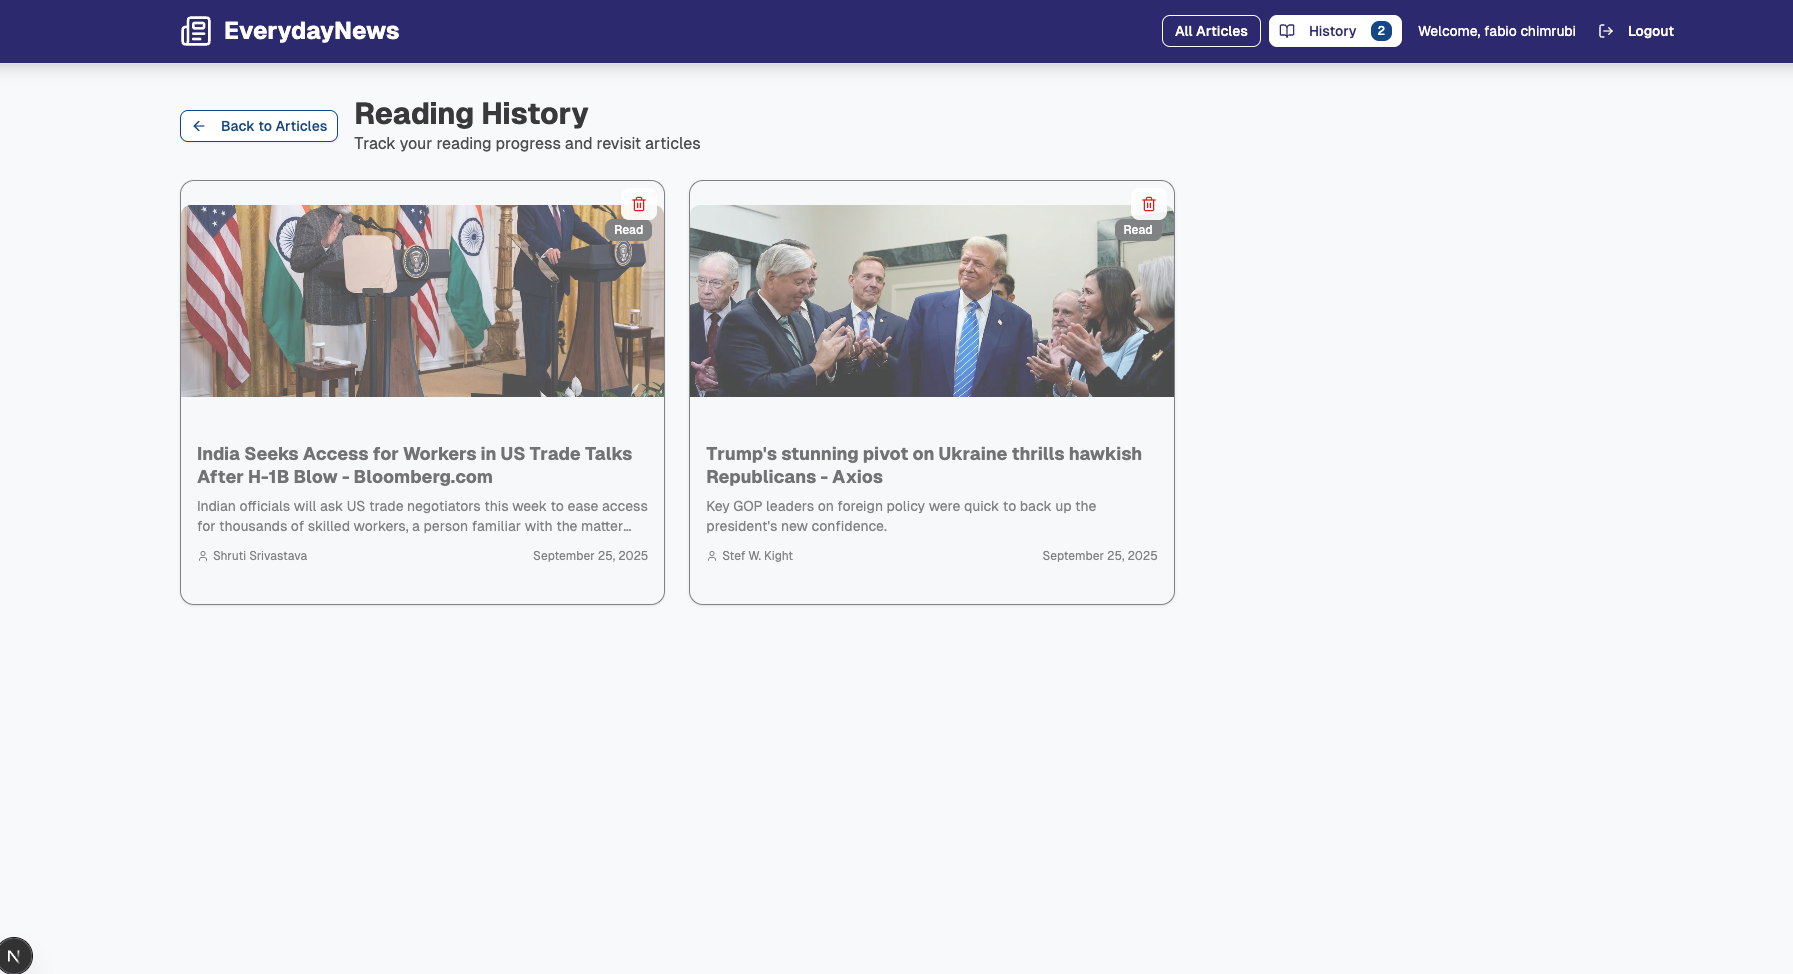 EverydayNews
All Articles
History 2
Welcome, fabio chimrubi
Logout
Back to Articles
Reading History
Track your reading progress and revisit articles
Read
India Seeks Access for Workers in US Trade Talks
After H-1B Blow - Bloomberg.com
Indian officials will ask US trade negotiators this week to ease access
for thousands of skilled workers, a person familiar with the matter…
Shruti Srivastava
September 25, 2025
Read
Trump's stunning pivot on Ukraine thrills hawkish
Republicans - Axios
Key GOP leaders on foreign policy were quick to back up the
president's new confidence.
Stef W. Kight
September 25, 2025
N